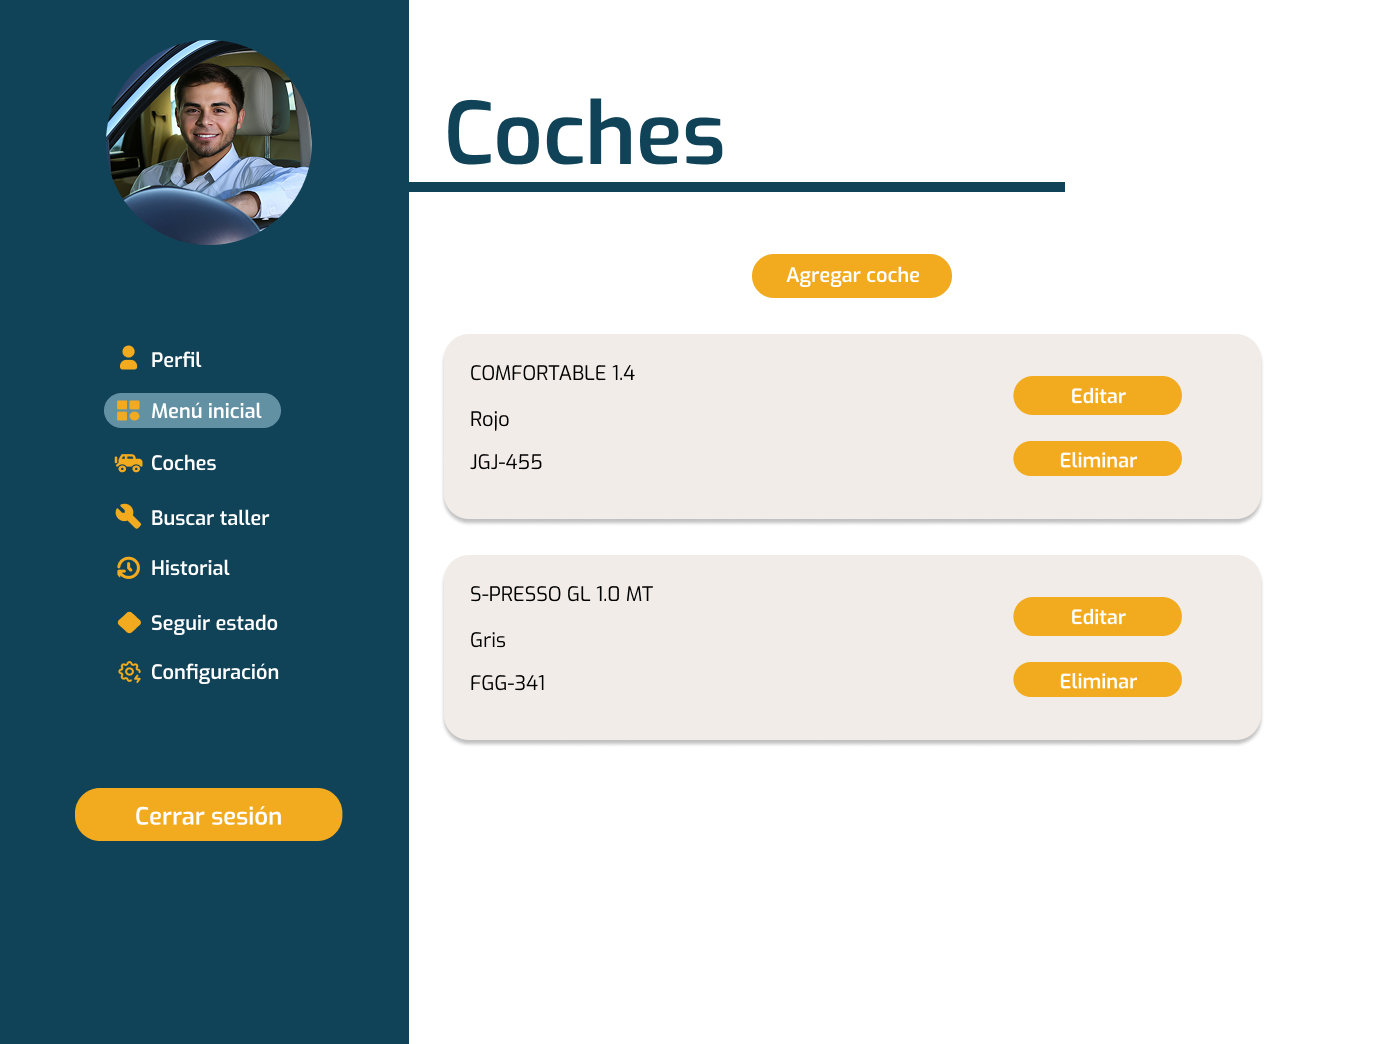 Coches
Agregar coche
Perfil
Menú inicial
Coches
Buscar taller
Historial
Seguir estado
Configuración
Cerrar sesión
COMFORTABLE 1.4
Rojo
JGJ-455
Editar
Eliminar
S-PRESSO GL 1.0 MT
Gris
FGG-341
Editar
Eliminar